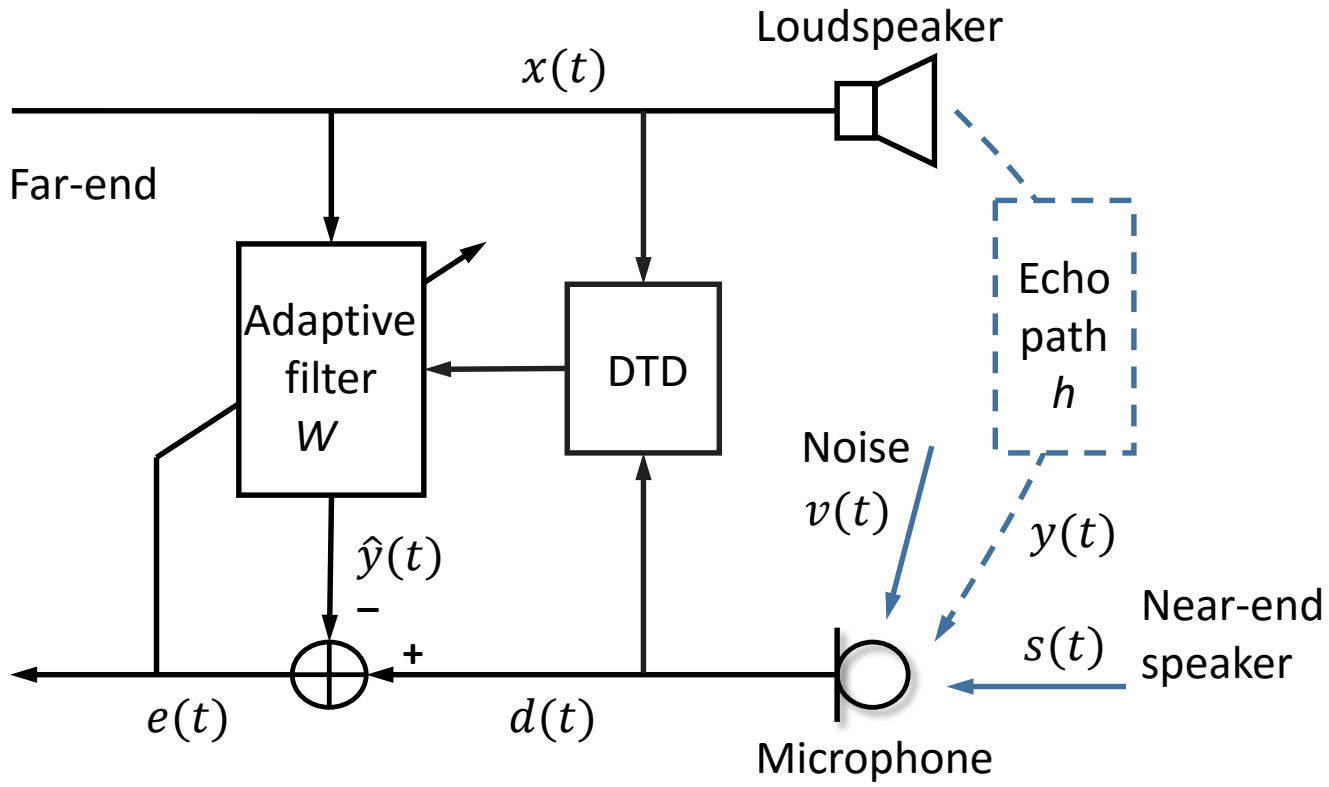 Loudspeaker
x(t)
Far-end
Adaptive
filter
W
DTD
Echo
path
h
Noise
v(t)
ŷ(t)
−
y(t)
Near-end
speaker
s(t)
+
e(t)
d(t)
Microphone